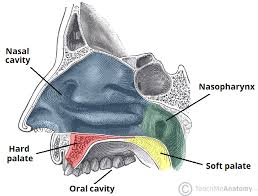 Nasal
cavity
Nasopharynx
Hard
palate
Soft palate
Oral cavity
© TeachMeAnatomy